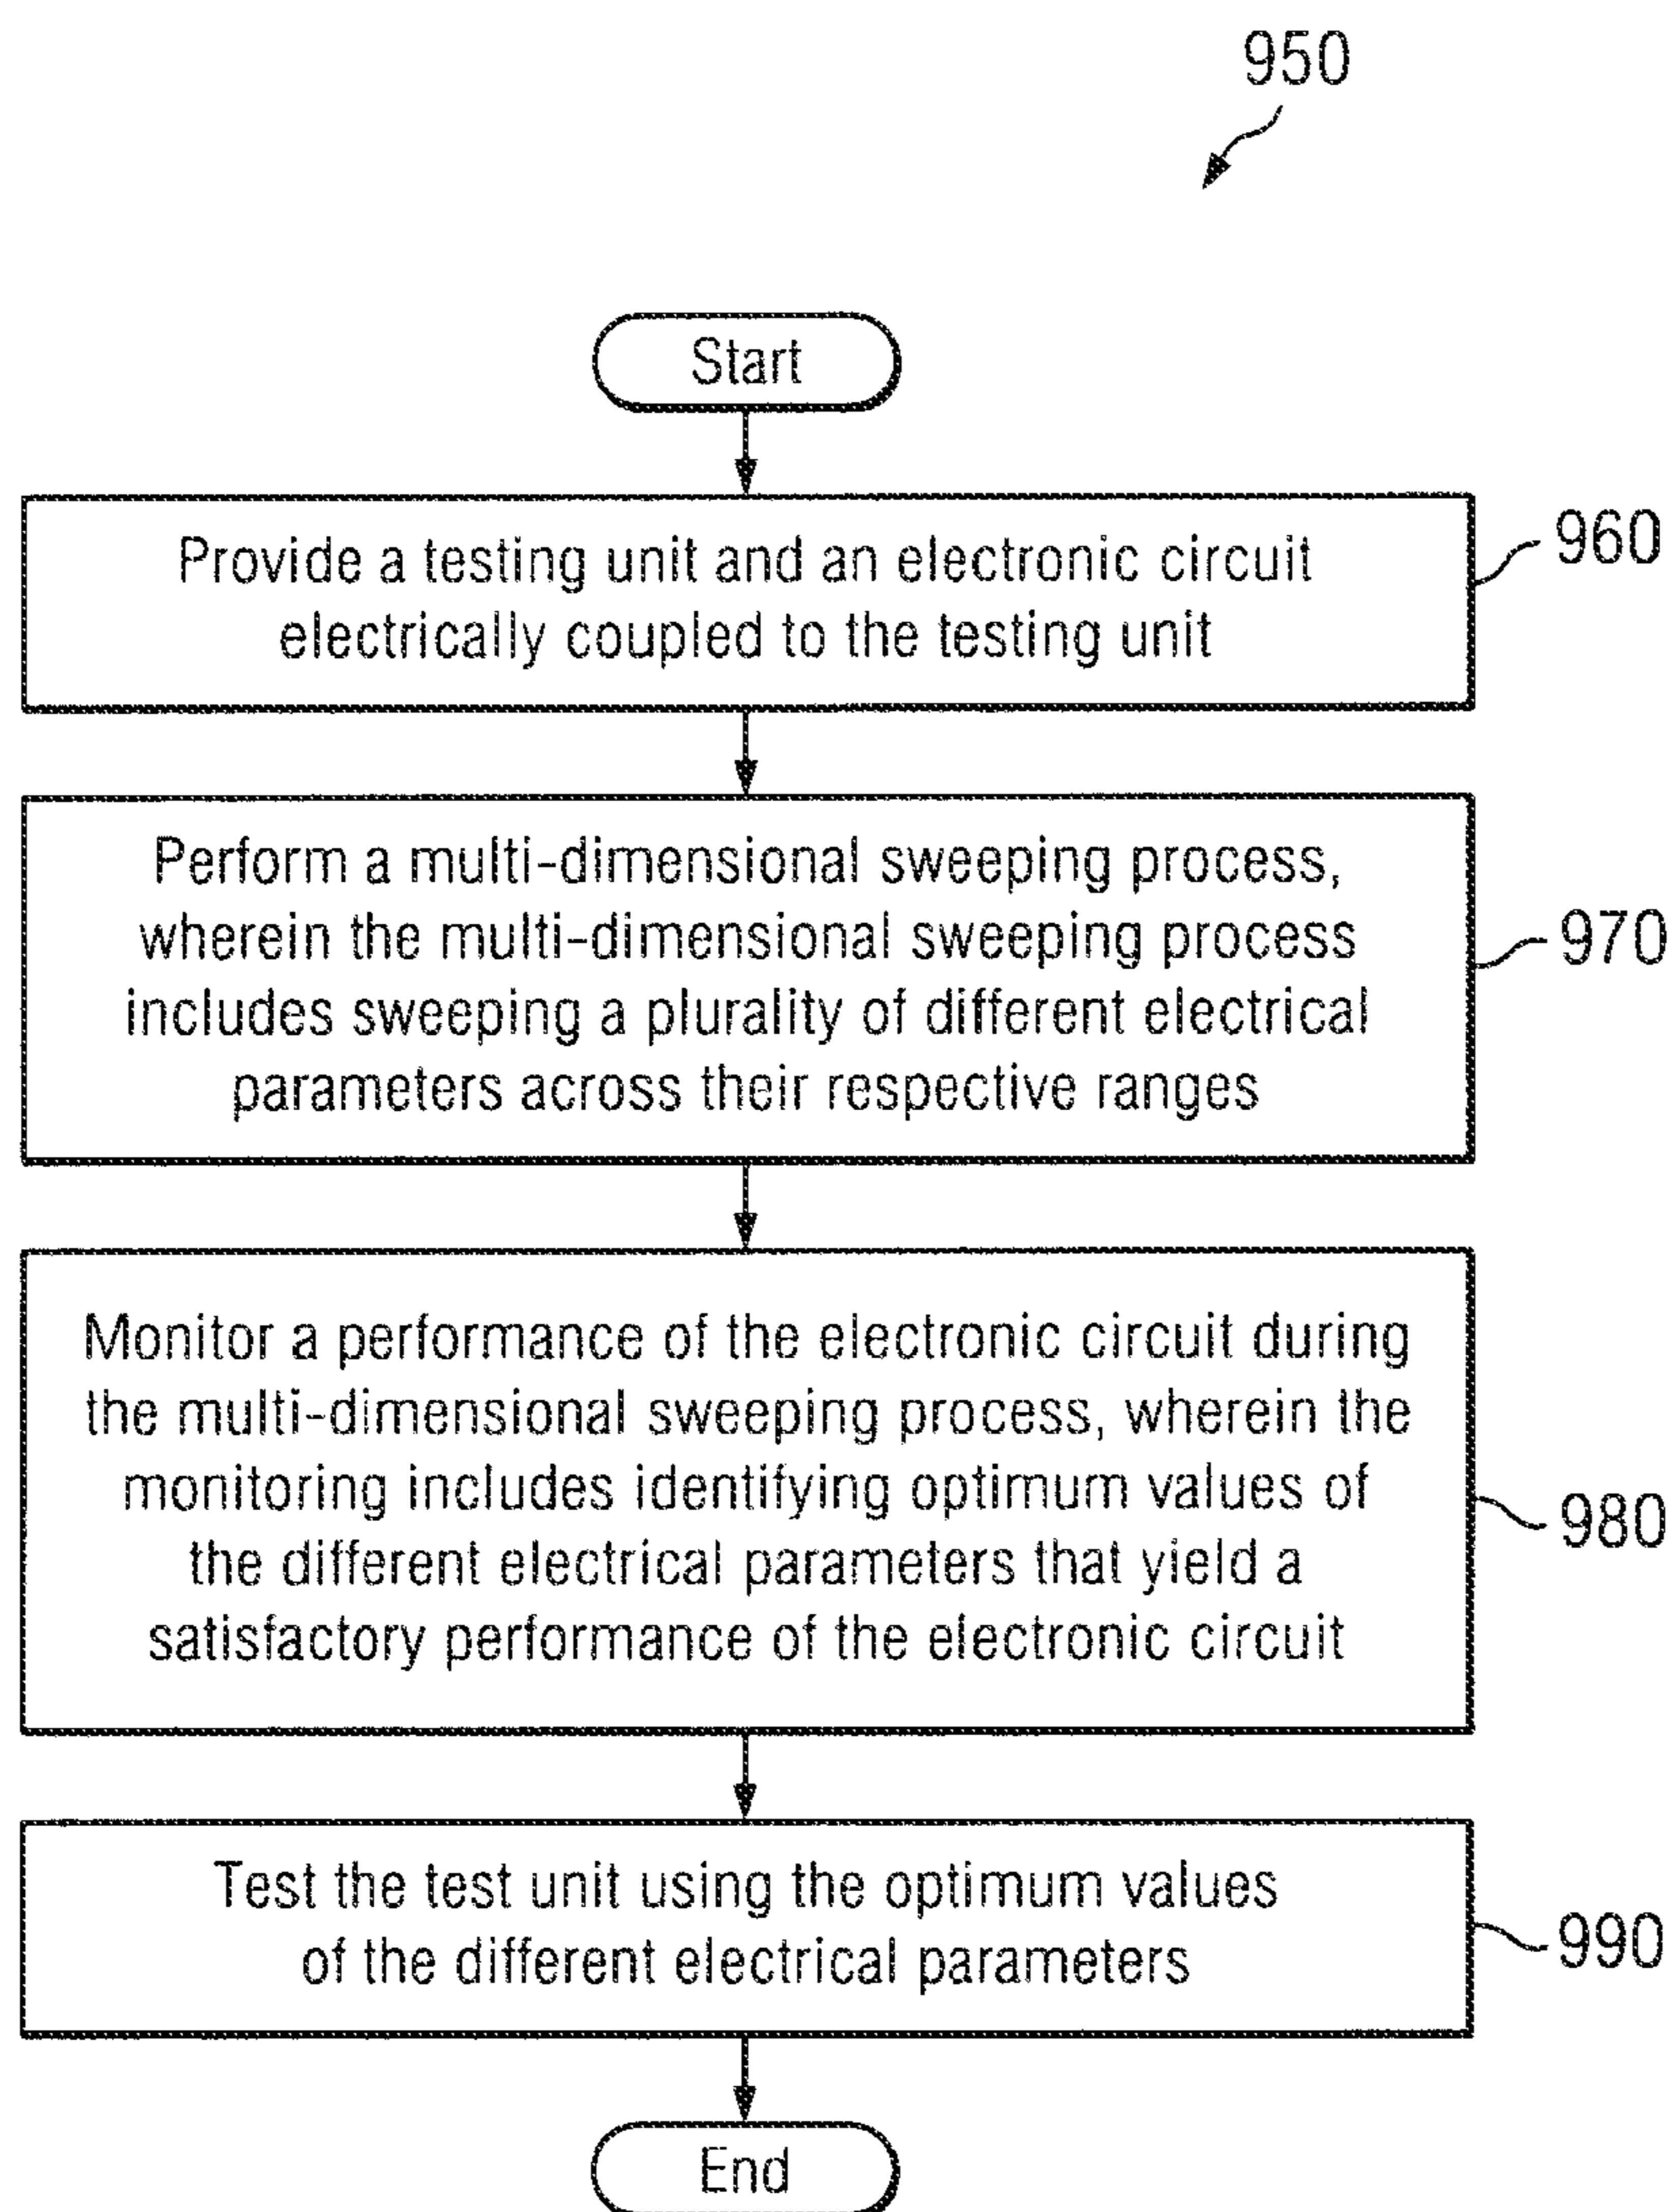 950
Start
Provide a testing unit and an electronic circuit
electrically coupled to the testing unit
960
Perform a multi-dimensional sweeping process,
wherein the multi-dimensional sweeping process
includes sweeping a plurality of different electrical
parameters across their respective ranges
970
Monitor a performance of the electronic circuit during
the multi-dimensional sweeping process, wherein the
monitoring includes identifying optimum values of
the different electrical parameters that yield a
satisfactory performance of the electronic circuit
980
Test the test unit using the optimum values
of the different electrical parameters
990
End